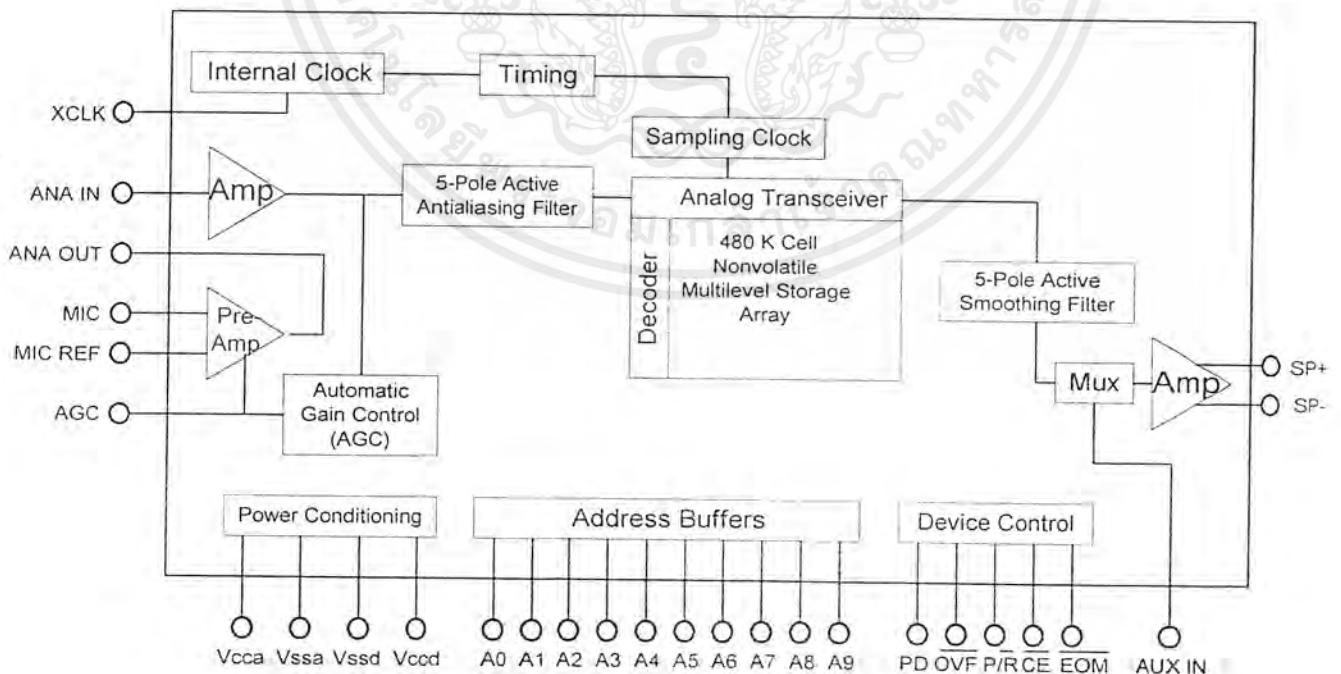 Internal Clock
Timing
XCLK
Sampling Clock
ANA IN
Amp
5-Pole Active
Antialiasing Filter
Analog Transceiver
Decoder
480 K Cell
Nonvolatile
Multilevel Storage
Array
ANA OUT
MIC
Pre-
Amp
MIC REF
5-Pole Active
Smoothing Filter
AGC
Automatic
Gain Control
(AGC)
Mux
Amp
SP+
SP-
Power Conditioning
Address Buffers
Device Control
Vcca Vssa Vssd Vccd A0 A1 A2 A3 A4 A5 A6 A7 A8 A9 PD OVF P/R CE EOM AUX IN